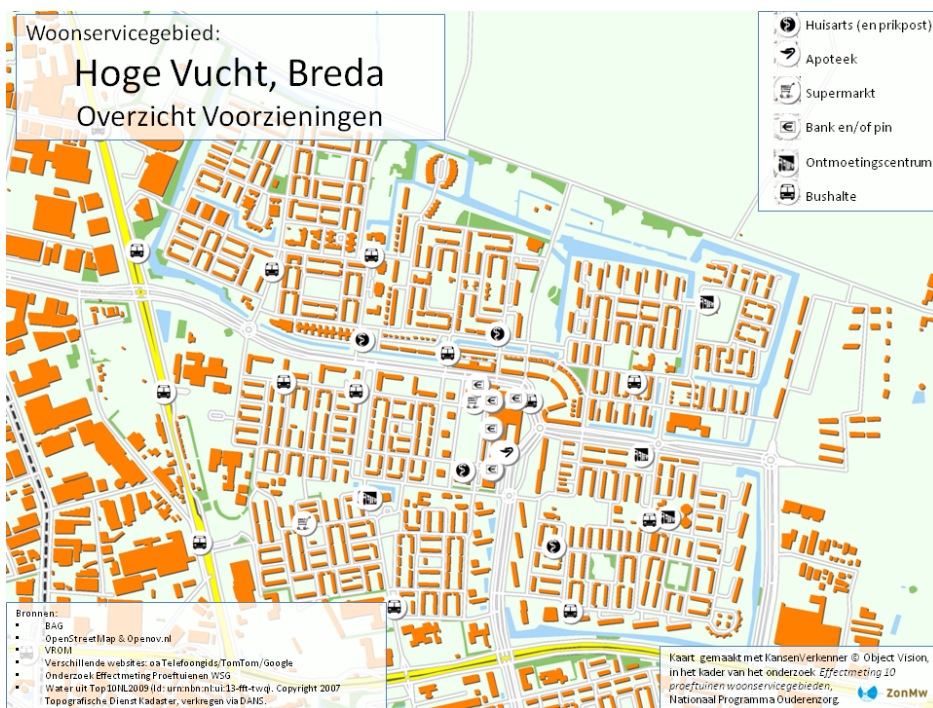 Woonservicegebied:
Hoge Vucht, Breda
Overzicht Voorzieningen
Huisarts (en prikpost)
Apoteek
Supermarkt
Bank en/of pin
Ontmoetingscentrum
Bushalte
Bronnen:
BAG
OpenStreetMap & Openov.nl
VROM
Verschillende websites: oa Telefoongids/TomTom/Google
Onderzoek Effectmeting Proeftuinen WSG
Water uit Top10NL2009 (Id: urn:nbn:nl:ui:13-fft-twq). Copyright 2007
Topografische Dienst Kadaster, verkregen via DANS.
Kaart gemaakt met KansenVerkenner © Object Vision,
in het kader van het onderzoek Effectmeting 10
proeftuinen woonservicegebieden,
Nationaal Programma Ouderenzorg.
ZonMw